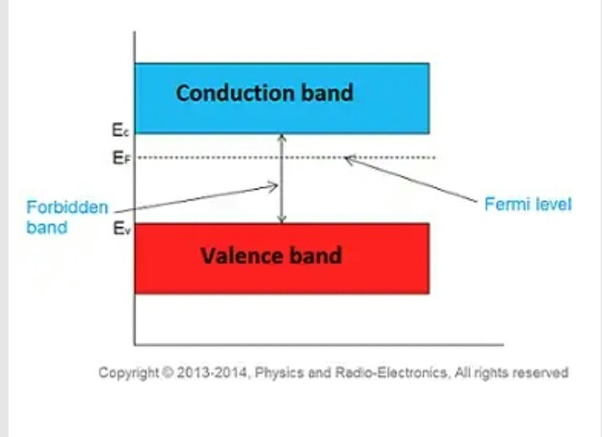 Conduction band
Ec
EF
Forbidden
band
Fermi level
Ev
Valence band
Copyright © 2013-2014, Physics and Radio-Electronics, All rights reserved